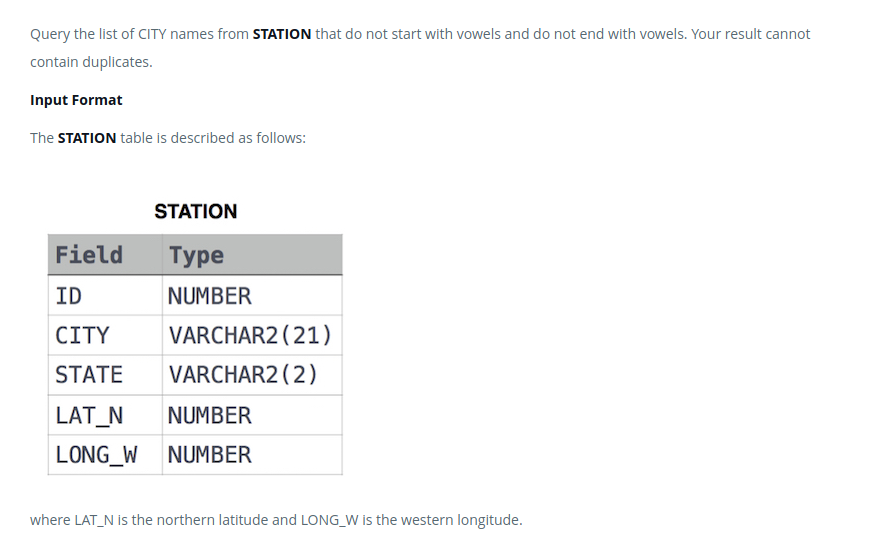 Query the list of CITY names from STATION that do not start with vowels and do not end with vowels. Your result cannot
contain duplicates.
Input Format
The STATION table is described as follows:
STATION
Field Type
ID NUMBER
CITY VARCHAR2(21)
STATE VARCHAR2(2)
LAT_N NUMBER
LONG_W NUMBER
where LAT_N is the northern latitude and LONG_W is the western longitude.